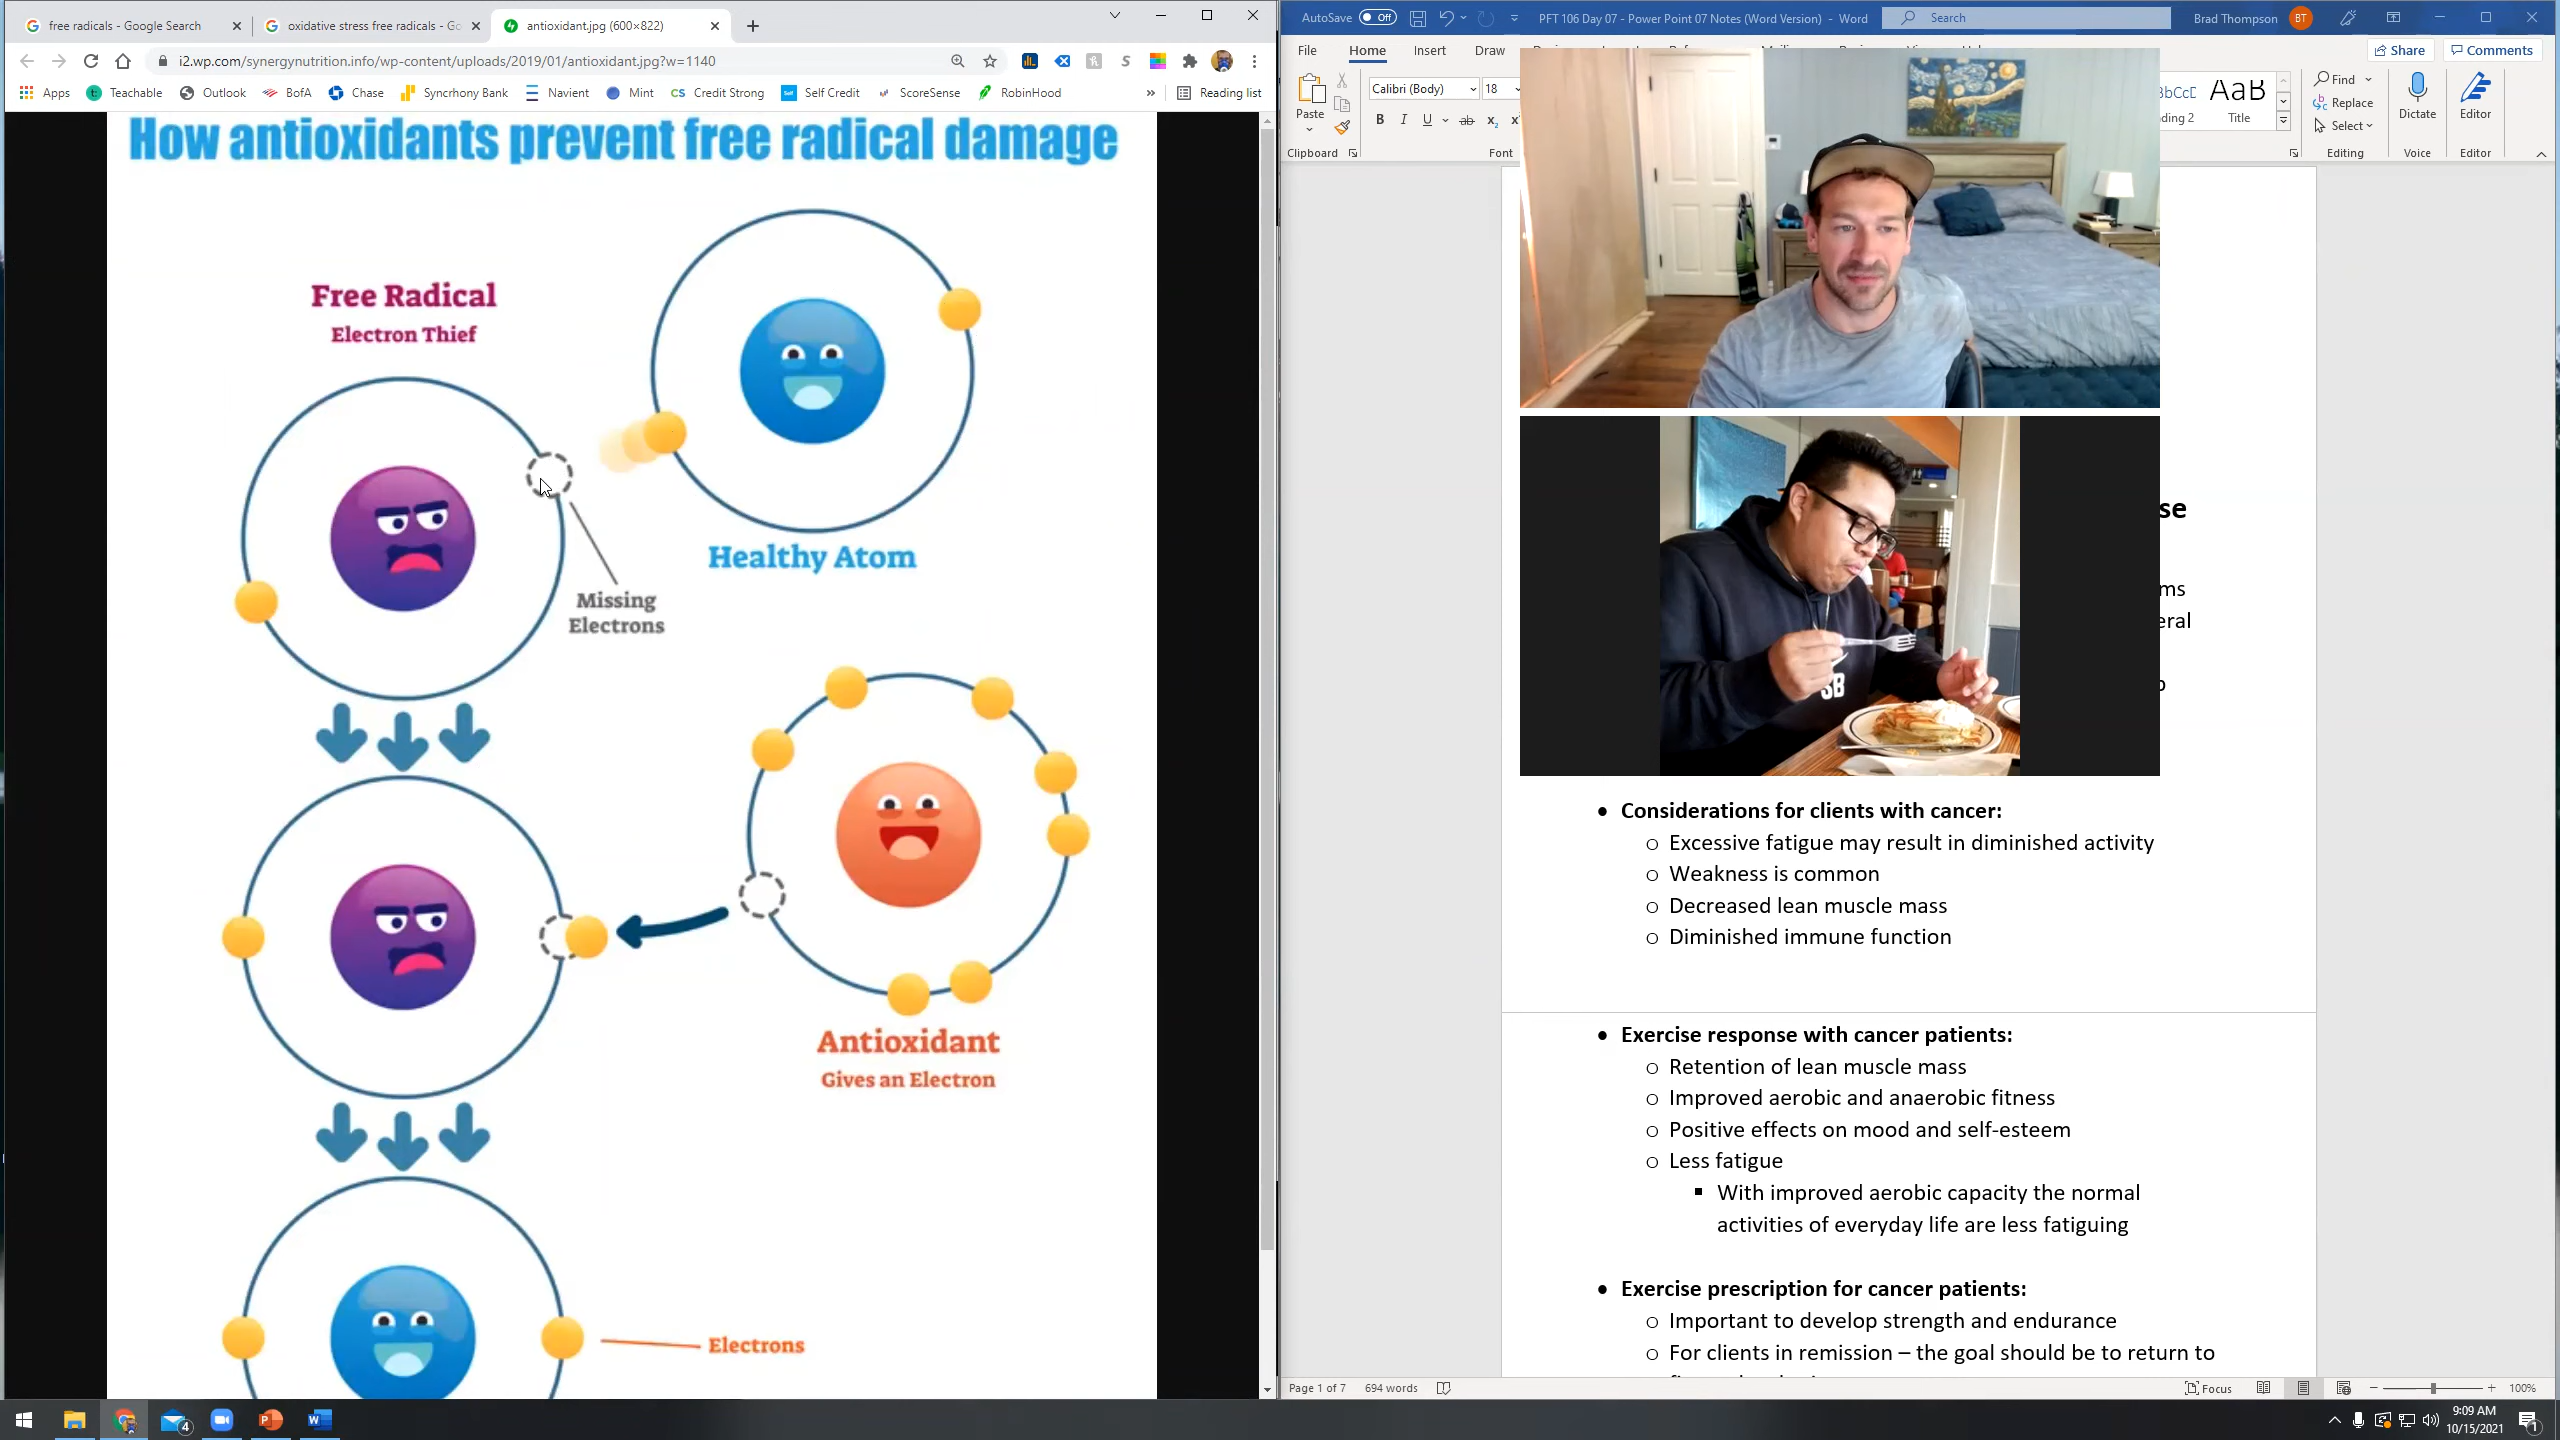 free radicals - Google Search
oxidative stress free radicals - Go
antioxidant.jpg (600×822)
i2.wp.com/synergynutrition.info/wp-content/uploads/2019/01/antioxidant.jpg?w=1140
Apps Teachable Outlook BofA Chase Syncrhony Bank Navient Mint CS Credit Strong Self Credit ScoreSense RobinHood » Reading list
How antioxidants prevent free radical damage
Free Radical
Electron Thief
Healthy Atom
Missing
Electrons
Antioxidant
Gives an Electron
Electrons
AutoSave Off
PFT 106 Day 07 - Power Point 07 Notes (Word Version) - Word
Search
Brad Thompson BT
File Home Insert Draw
Share Comments
Paste
Calibri (Body) 18
B I U ab x₂
Clipboard Font
AaB
Title
Find
Replace
Select
Dictate
Editor
Editing Voice Editor
SB
• Considerations for clients with cancer:
o Excessive fatigue may result in diminished activity
o Weakness is common
o Decreased lean muscle mass
o Diminished immune function
• Exercise response with cancer patients:
o Retention of lean muscle mass
o Improved aerobic and anaerobic fitness
o Positive effects on mood and self-esteem
o Less fatigue
▪ With improved aerobic capacity the normal
activities of everyday life are less fatiguing
• Exercise prescription for cancer patients:
o Important to develop strength and endurance
o For clients in remission – the goal should be to return to
Page 1 of 7 694 words
Focus
100%
4
9:09 AM
10/15/2021
1